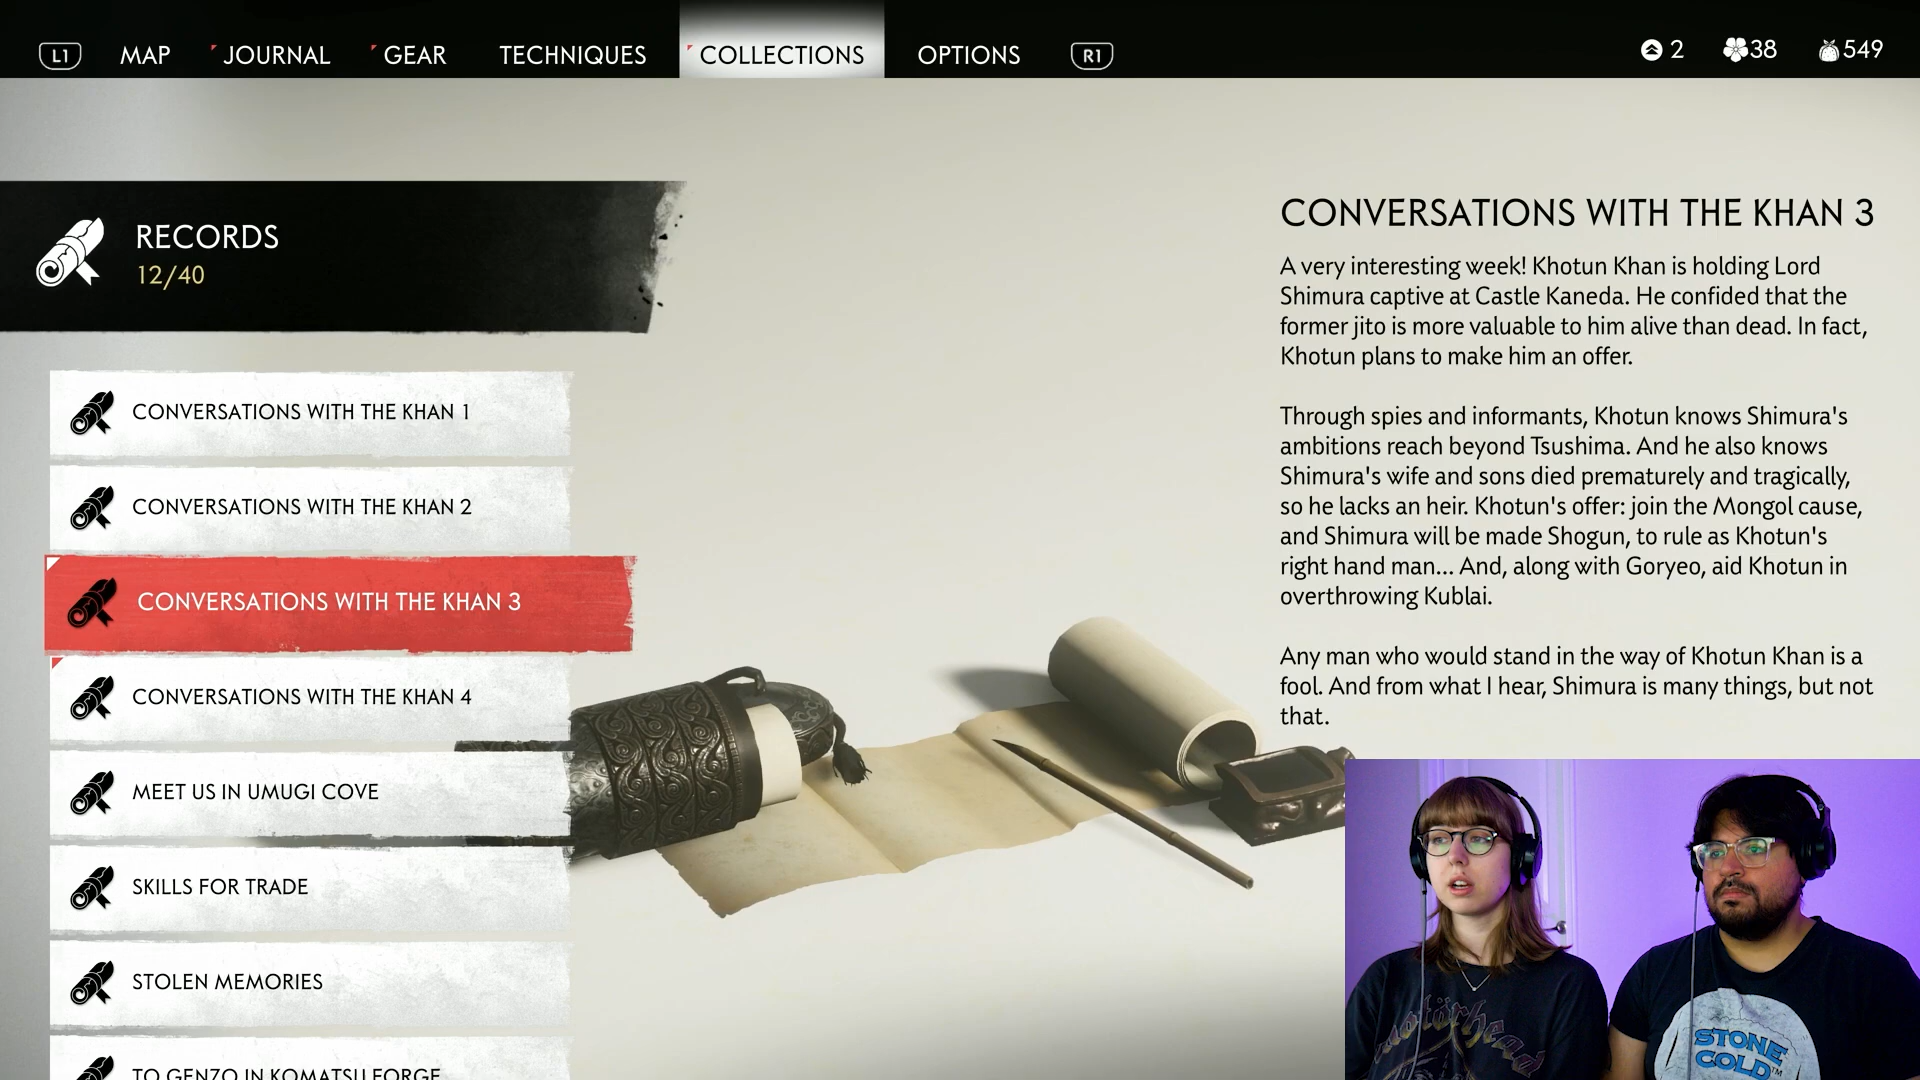 L1 MAP JOURNAL GEAR TECHNIQUES COLLECTIONS OPTIONS R1 2 38 549
RECORDS
12/40
CONVERSATIONS WITH THE KHAN 1
CONVERSATIONS WITH THE KHAN 2
CONVERSATIONS WITH THE KHAN 3
CONVERSATIONS WITH THE KHAN 4
MEET US IN UMUGI COVE
SKILLS FOR TRADE
STOLEN MEMORIES
TO GENZO IN KOMATSU FORGE
CONVERSATIONS WITH THE KHAN 3
A very interesting week! Khotun Khan is holding Lord
Shimura captive at Castle Kaneda. He confided that the
former jito is more valuable to him alive than dead. In fact,
Khotun plans to make him an offer.
Through spies and informants, Khotun knows Shimura's
ambitions reach beyond Tsushima. And he also knows
Shimura's wife and sons died prematurely and tragically,
so he lacks an heir. Khotun's offer: join the Mongol cause,
and Shimura will be made Shogun, to rule as Khotun's
right hand man... And, along with Goryeo, aid Khotun in
overthrowing Kublai.
Any man who would stand in the way of Khotun Khan is a
fool. And from what I hear, Shimura is many things, but not
that.
Motörhead
STONE
COLD™